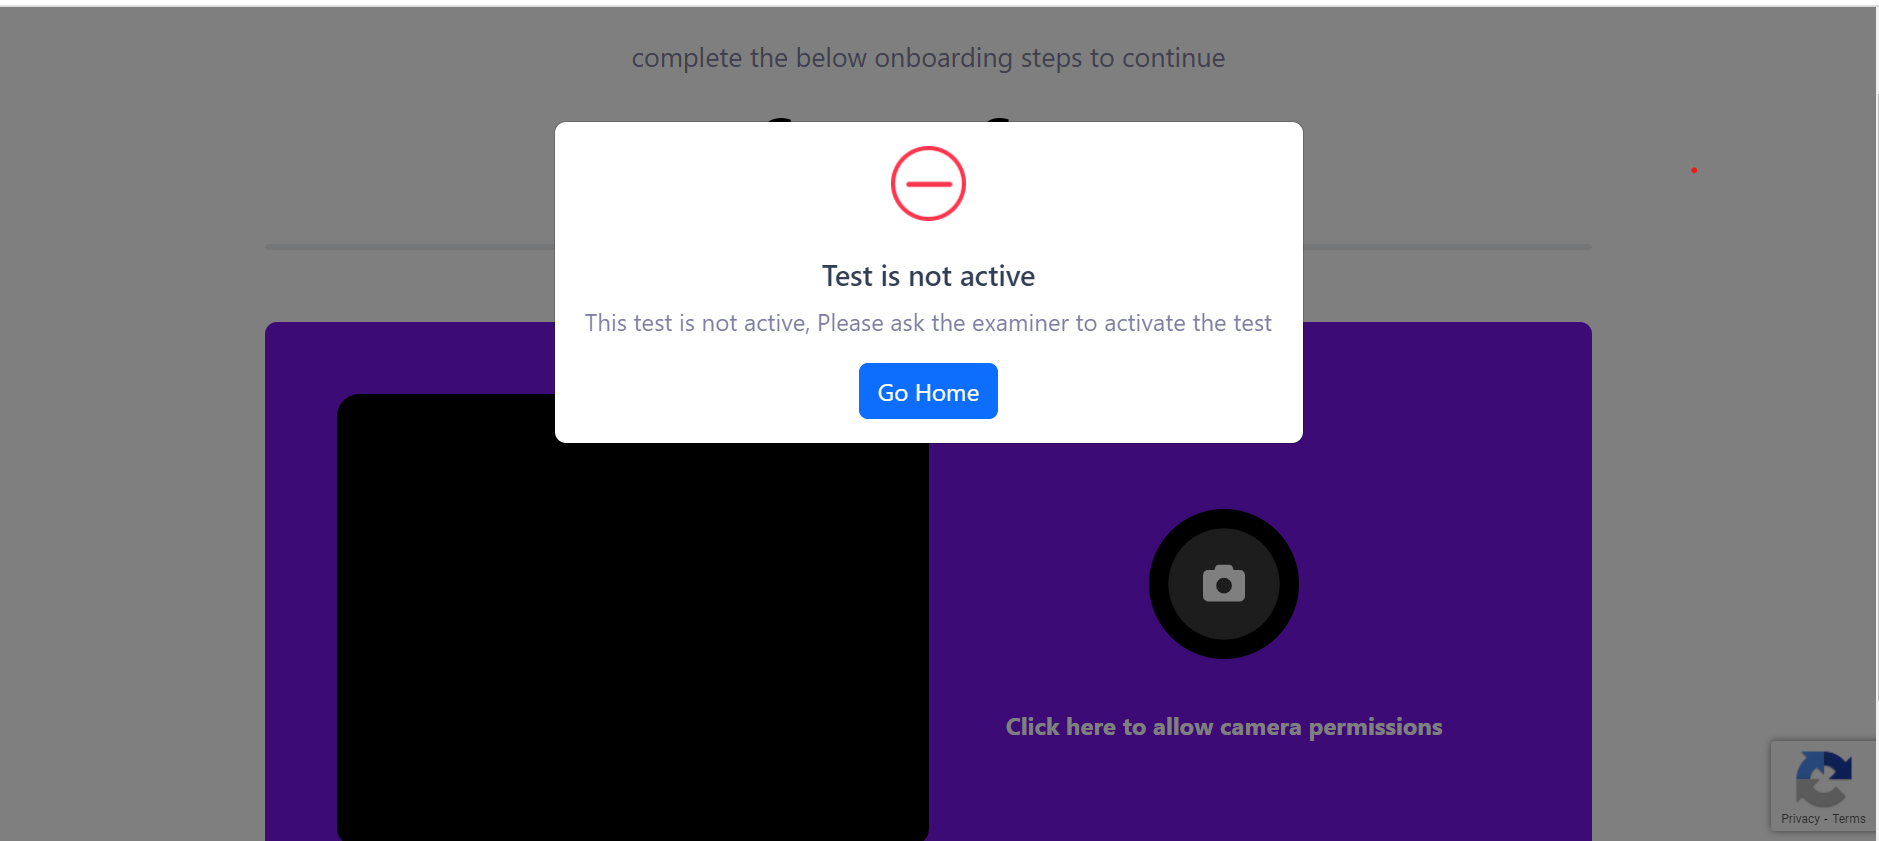 complete the below onboarding steps to continue
Test is not active
This test is not active, Please ask the examiner to activate the test
Go Home
Click here to allow camera permissions
Privacy - Terms